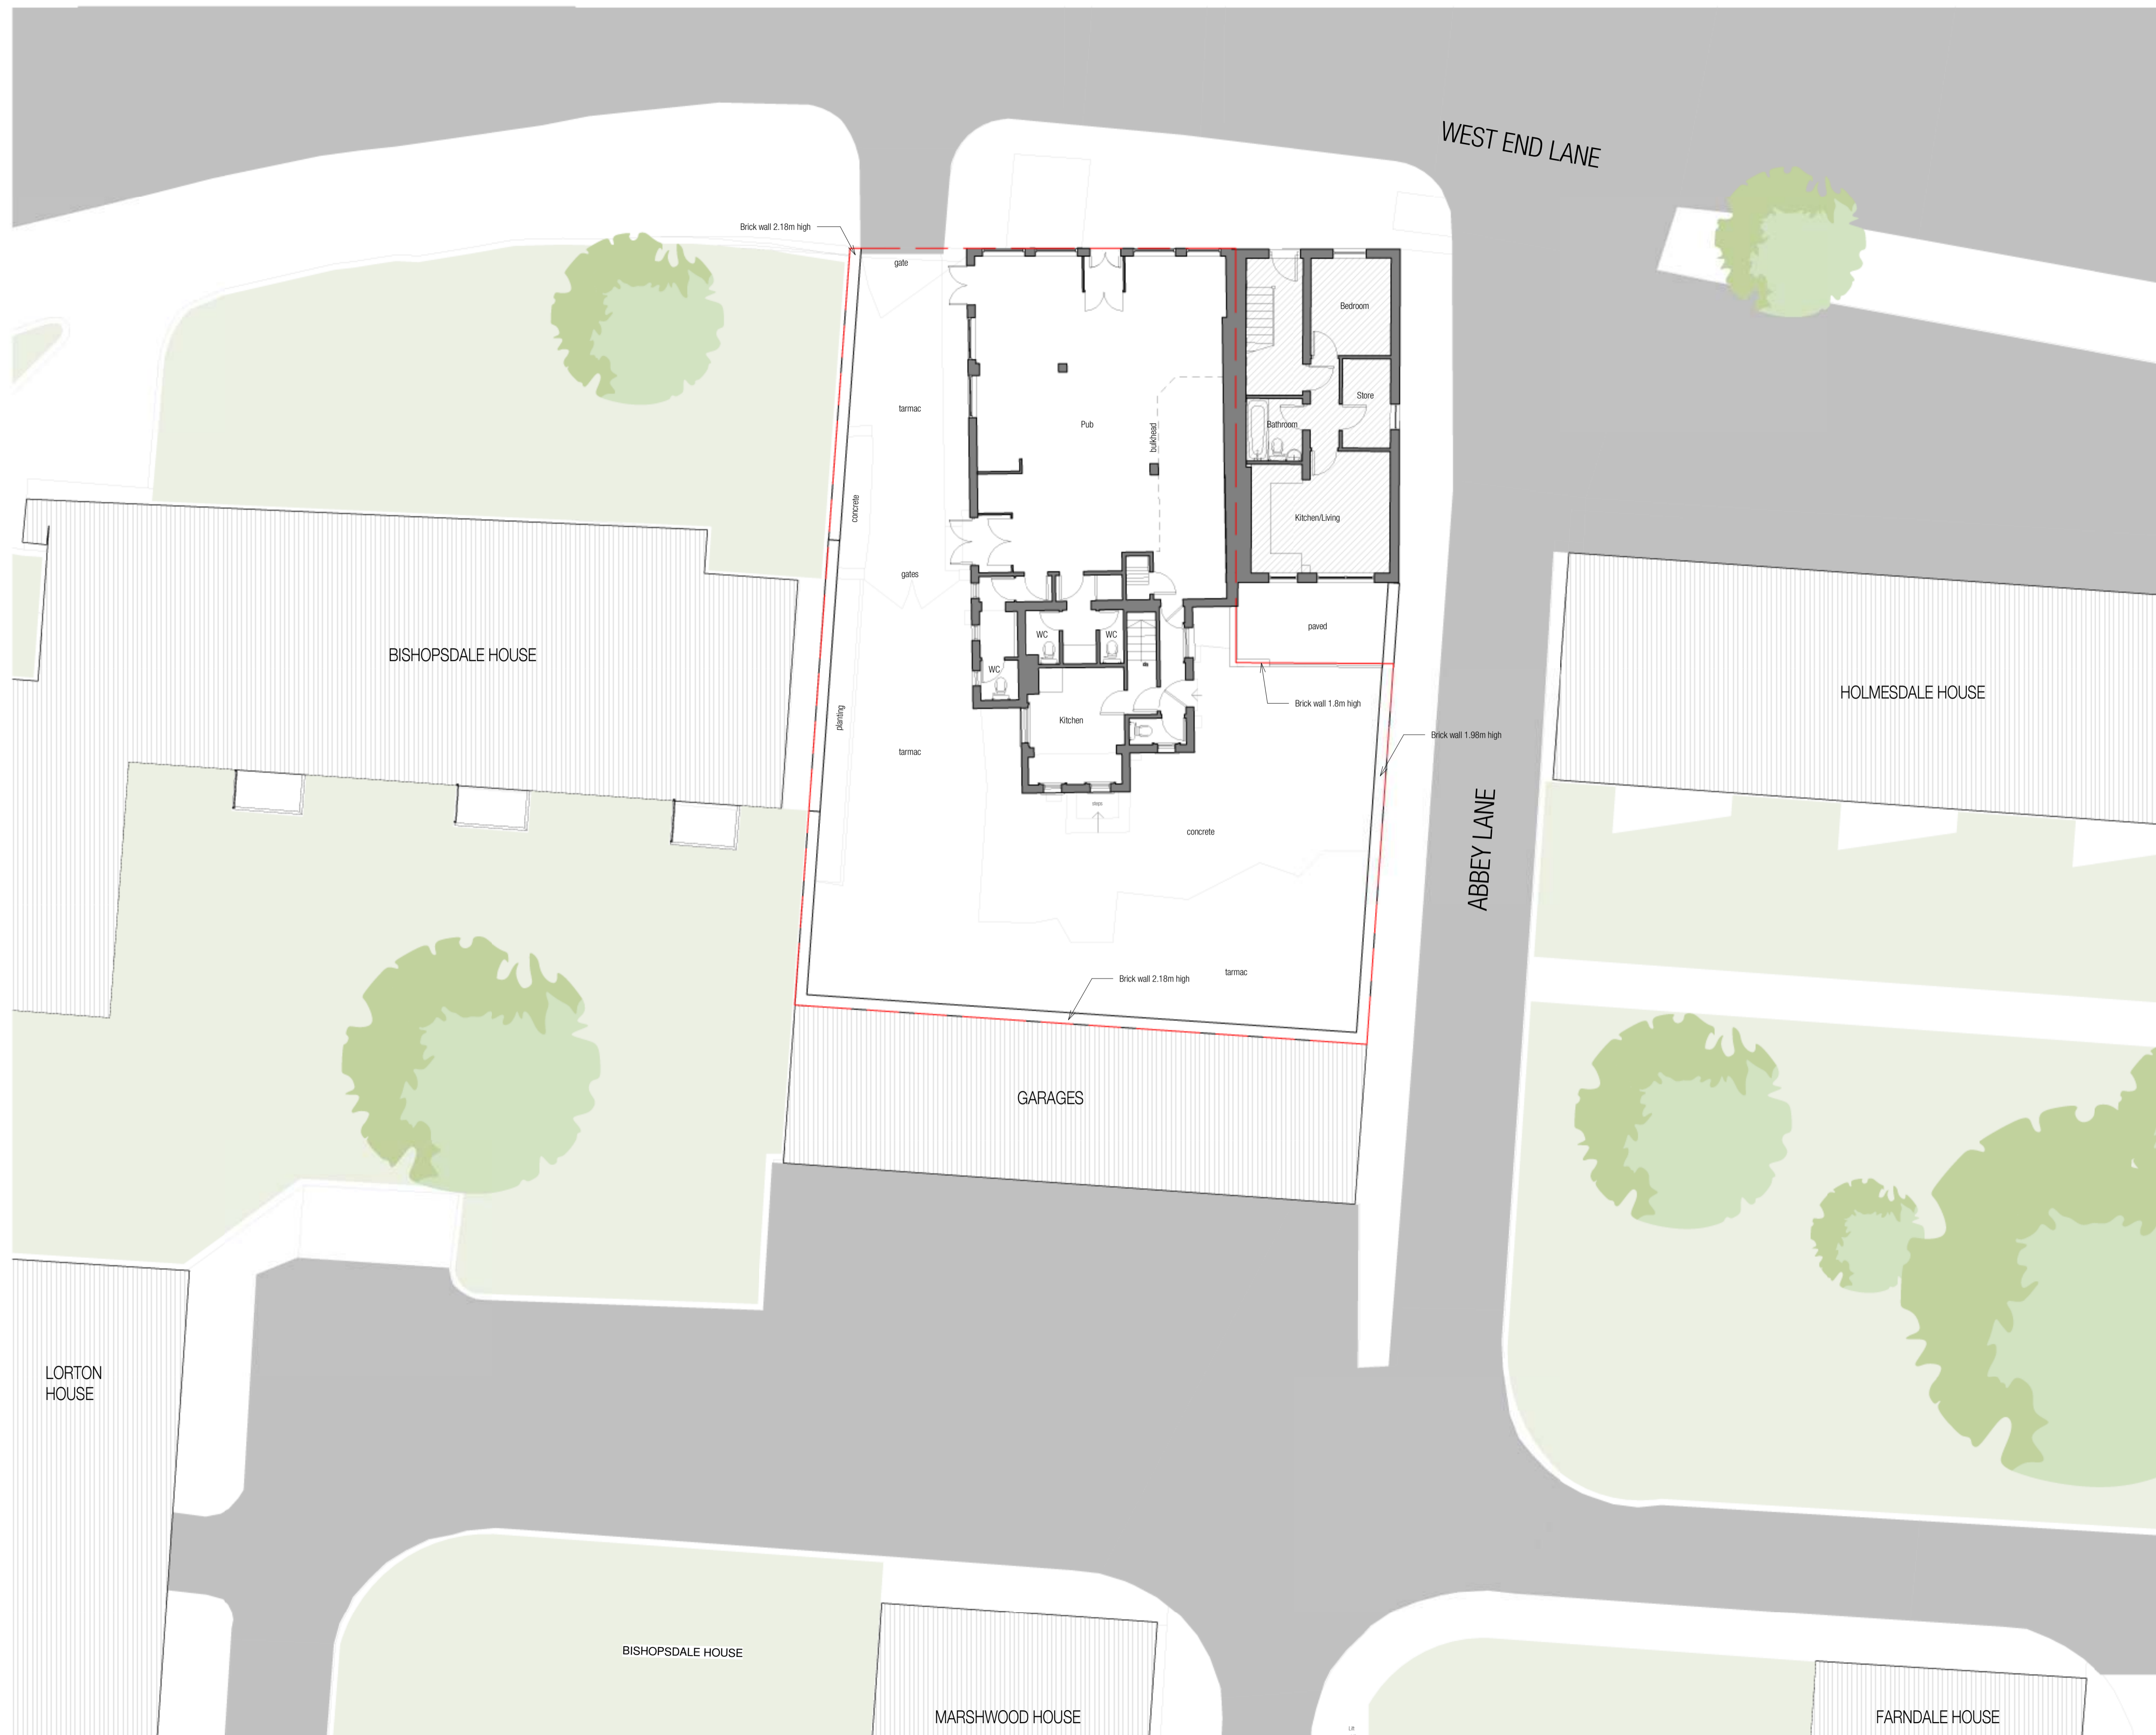 WEST END LANE
Brick wall 2.18m high
gate
Bedroom
Store
tarmac
Pub
bulkhead
Bathroom
concrete
Kitchen/Living
gates
paved
WC
WC
WC
BISHOPSDALE HOUSE
HOLMESDALE HOUSE
Brick wall 1.8m high
planting
Kitchen
Brick wall 1.98m high
tarmac
steps
concrete
ABBEY LANE
tarmac
Brick wall 2.18m high
GARAGES
LORTON
HOUSE
BISHOPSDALE HOUSE
MARSHWOOD HOUSE
FARNDALE HOUSE
Lift